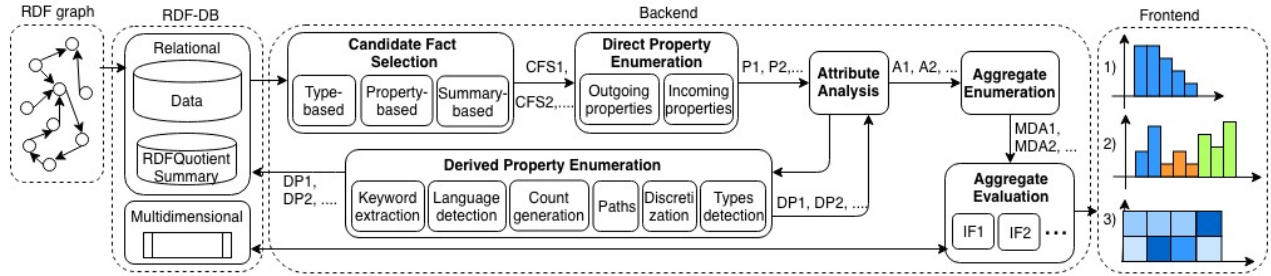 RDF graph
RDF-DB
Backend
Frontend
Relational
Data
RDFQuotient
Summary
Multidimensional
Candidate Fact
Selection
Type-
based
Property-
based
Summary-
based
CFS1,
CFS2,....
Direct Property
Enumeration
Outgoing
properties
Incoming
properties
P1, P2,...
Attribute
Analysis
A1, A2, ...
Aggregate
Enumeration
MDA1,
MDA2, ...
Derived Property Enumeration
Keyword
extraction
Language
detection
Count
generation
Paths
Discreti
zation
Types
detection
DP1,
DP2, ....
DP1, DP2, ....
Aggregate
Evaluation
IF1
IF2
...
1)
2)
3)